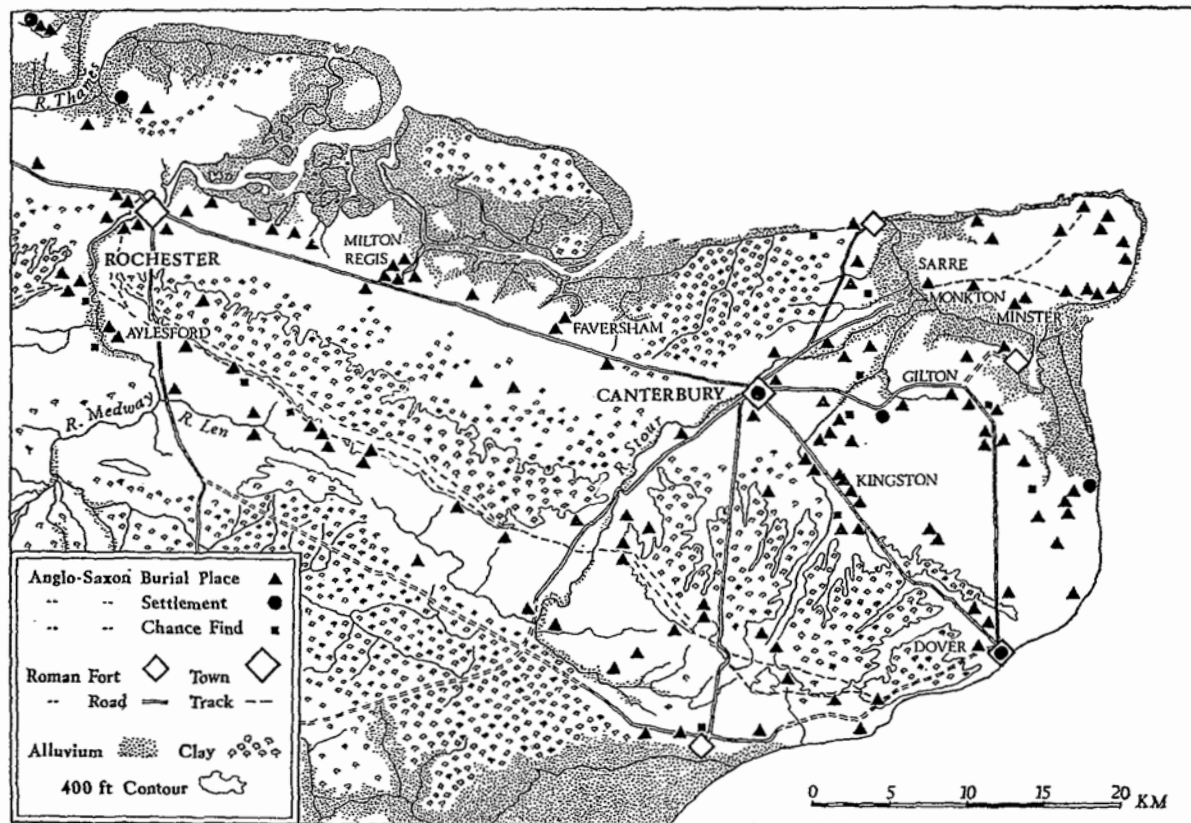 R. Thames
ROCHESTER
MILTON
REGIS
SARRE
MONKTON
MINSTER
AYLESFORD
FAVERSHAM
CANTERBURY
GILTON
R. Medway
R. Len
R. Stour
KINGSTON
DOVER
Anglo-Saxon Burial Place
" " Settlement
" " Chance Find
Roman Fort Town
" Road Track
Alluvium Clay
400 ft Contour
0 5 10 15 20 KM